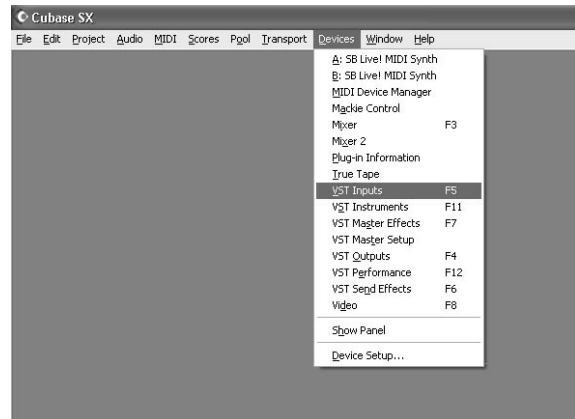 Cubase SX
File Edit Project Audio MIDI Scores Pool Transport Devices Window Help
A: SB Live! MIDI Synth
B: SB Live! MIDI Synth
MIDI Device Manager
Mackie Control
Mixer F3
Mixer 2
Plug-in Information
True Tape
VST Inputs F5
VST Instruments F11
VST Master Effects F7
VST Master Setup
VST Outputs F4
VST Performance F12
VST Send Effects F6
Video F8
Show Panel
Device Setup...